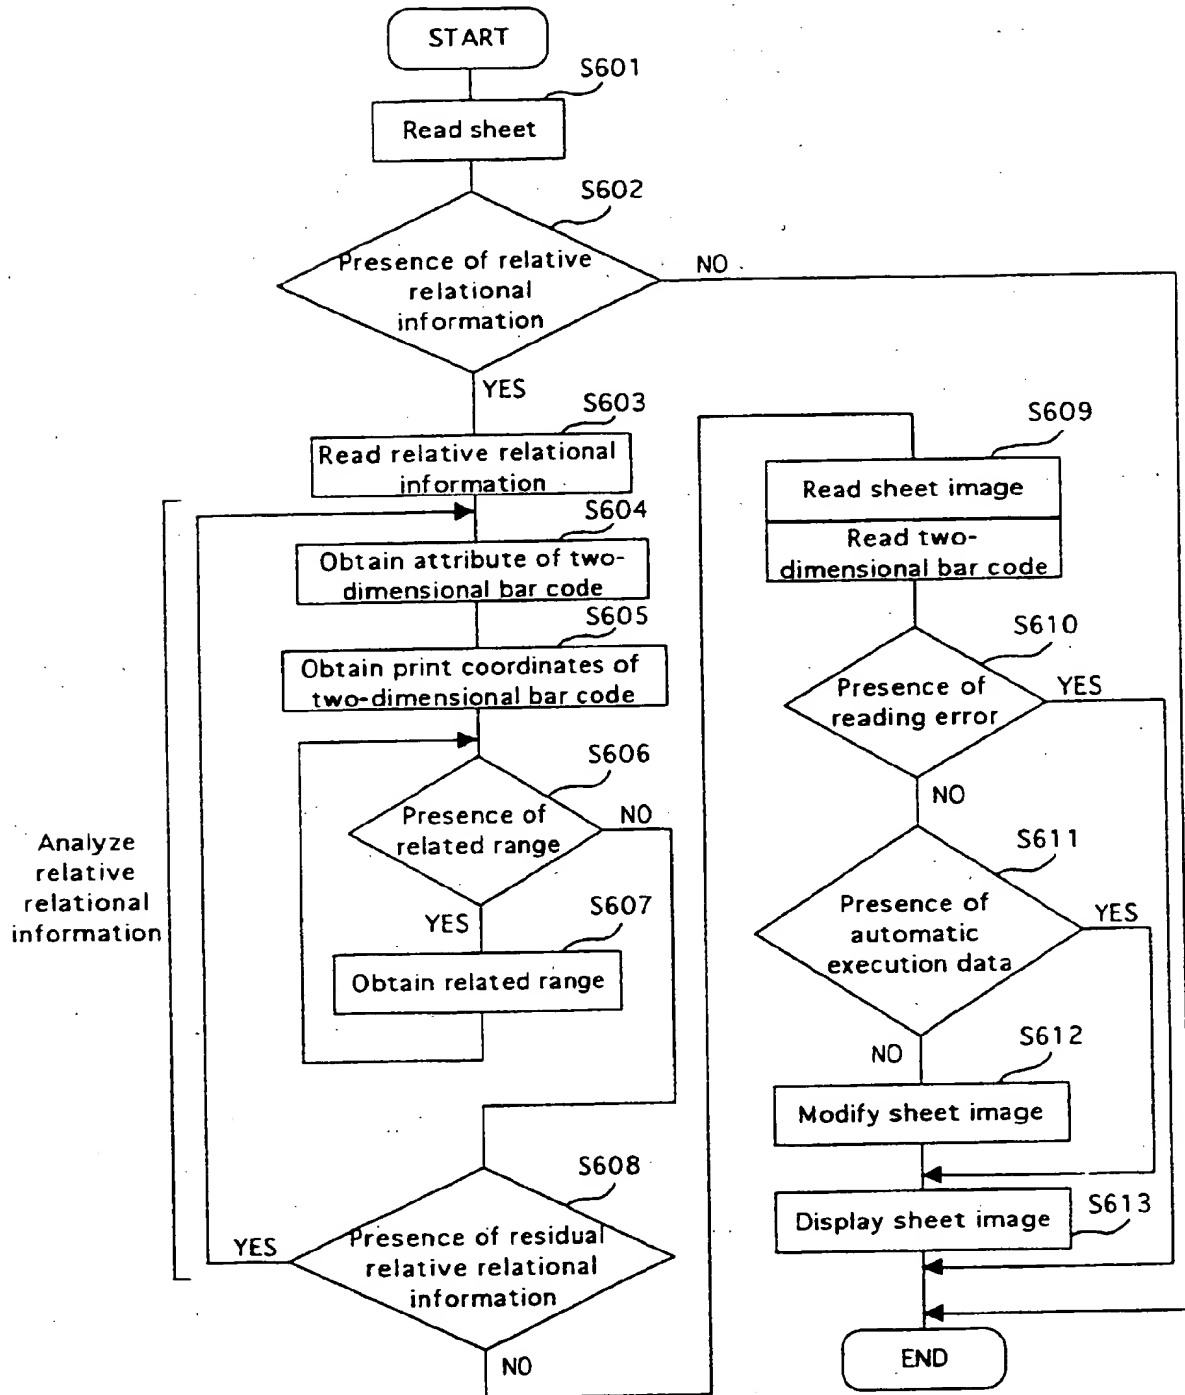 START
S601
Read sheet
S602
Presence of relative
relational
information
NO
YES
S603
Read relative relational
information
S604
Obtain attribute of two-
dimensional bar code
S605
Obtain print coordinates of
two-dimensional bar code
S606
Presence of
related range
NO
YES
S607
Obtain related range
Analyze
relative
relational
information
S608
Presence of residual
relative relational
information
YES
NO
S609
Read sheet image
Read two-
dimensional bar code
S610
Presence of
reading error
YES
NO
S611
Presence of
automatic
execution data
YES
NO
S612
Modify sheet image
Display sheet image
S613
END